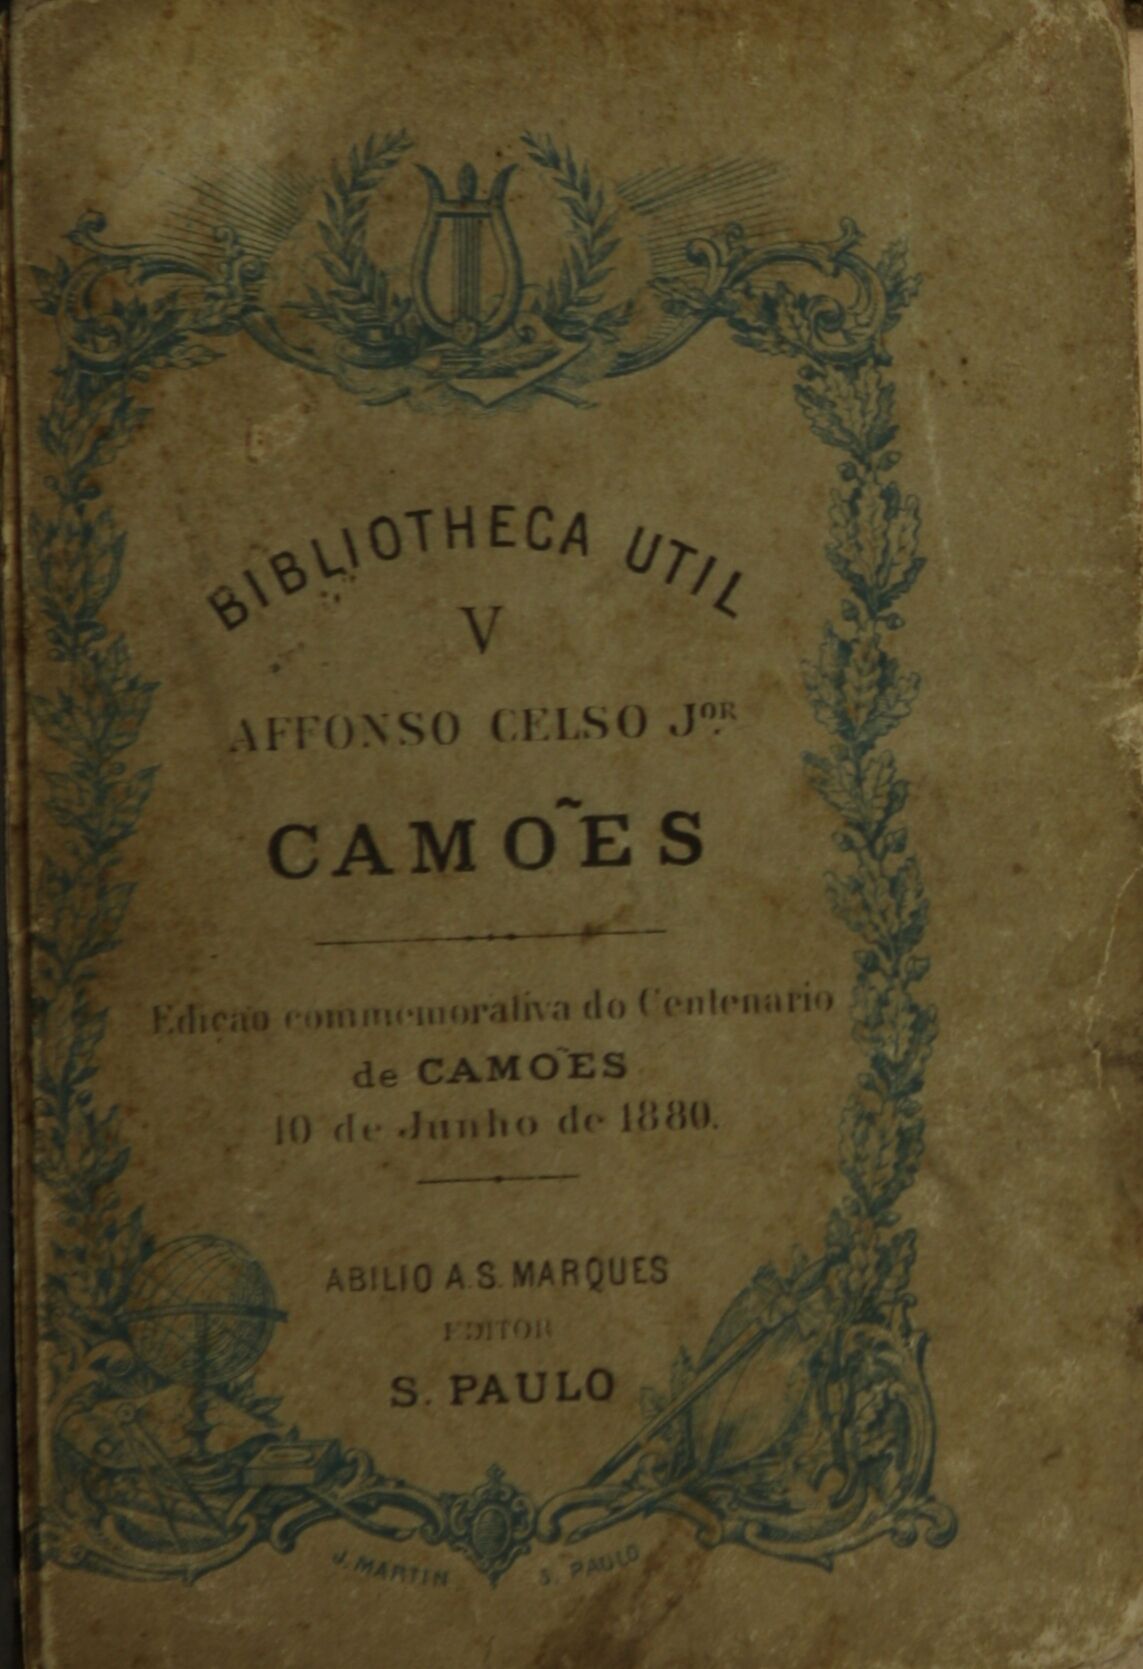 BIBLIOTHECA UTIL
V
AFFONSO CELSO JOR.
CAMÕES
Edição commemorativa do Centenario
de CAMÕES
10 de Junho de 1880.
ABILIO A. S. MARQUES
EDITOR
S. PAULO
J. MARTIN S. PAULO